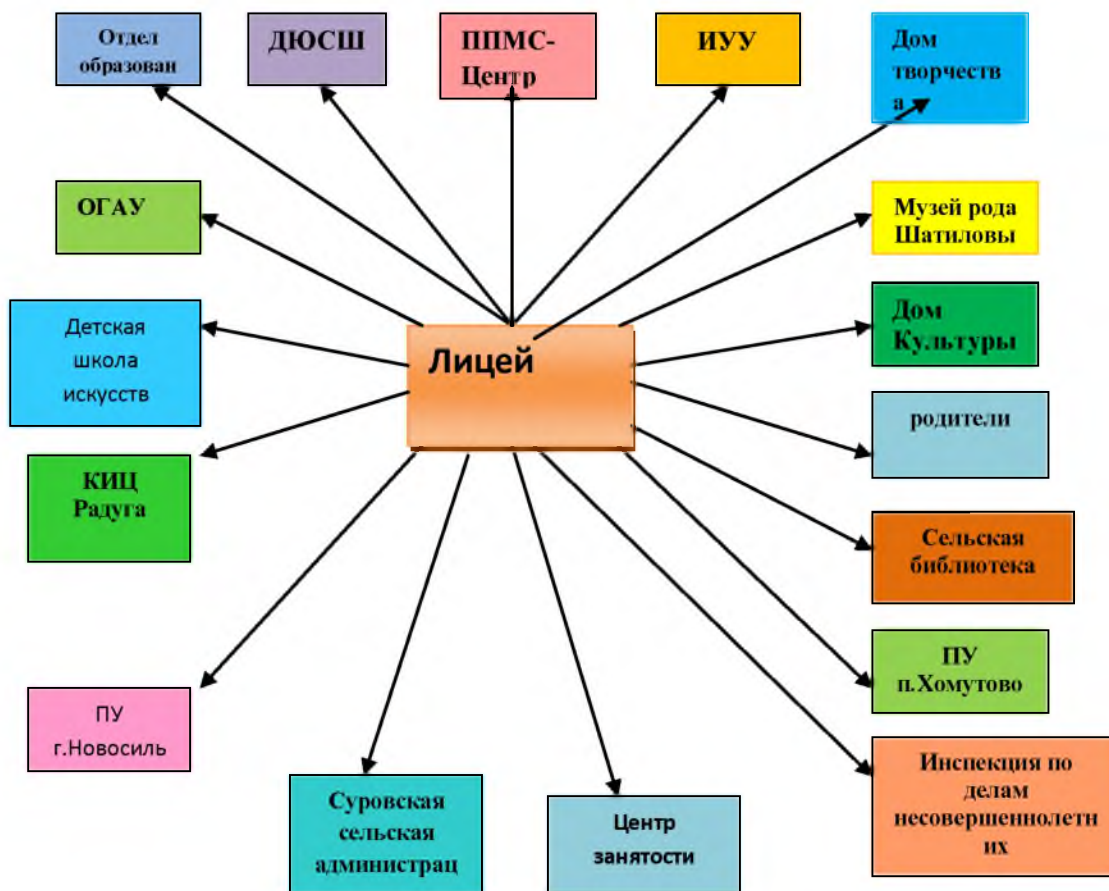 Отдел
образован
ДЮСШ
ППМС-
Центр
ИУУ
Дом
творчеств
а
ОГАУ
Музей рода
Шатиловы
Детская
школа
искусств
Лицей
Дом
Культуры
родители
КИЦ
Радуга
Сельская
библиотека
ПУ
п.Хомутово
ПУ
г.Новосиль
Суровская
сельская
администрац
Центр
занятости
Инспекция по
делам
несовершеннолетн
их